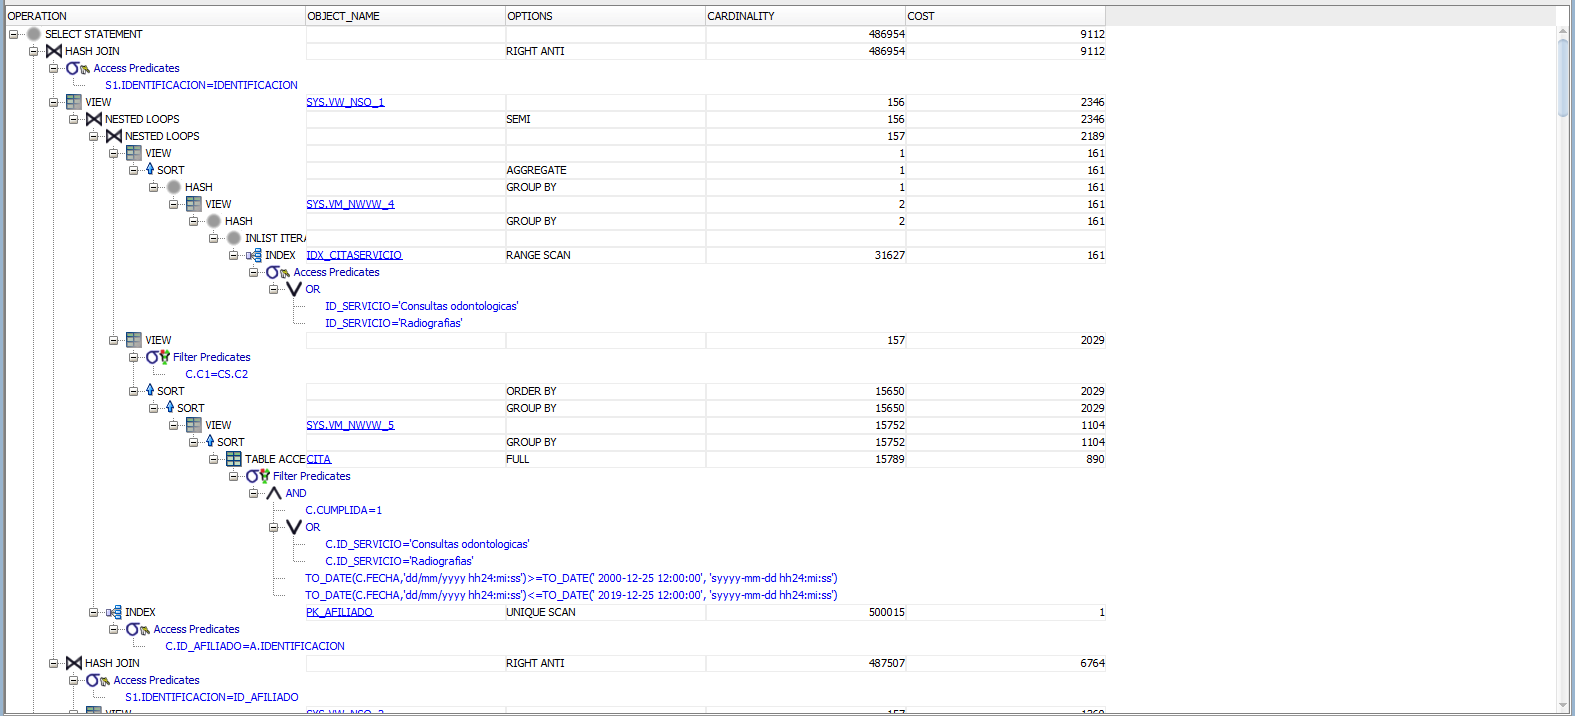 OPERATION OBJECT_NAME OPTIONS CARDINALITY COST
SELECT STATEMENT 486954 9112
HASH JOIN RIGHT ANTI 486954 9112
Access Predicates
S1.IDENTIFICACION=IDENTIFICACION
VIEW SYS.VW_NSO_1 156 2346
NESTED LOOPS SEMI 156 2346
NESTED LOOPS 157 2189
VIEW 1 161
SORT AGGREGATE 1 161
HASH GROUP BY 1 161
VIEW SYS.VM_NWVW_4 2 161
HASH GROUP BY 2 161
INLIST ITERA
INDEX IDX_CITASERVICIO RANGE SCAN 31627 161
Access Predicates
OR
ID_SERVICIO='Consultas odontologicas'
ID_SERVICIO='Radiografias'
VIEW 157 2029
Filter Predicates
C.C1=CS.C2
SORT ORDER BY 15650 2029
SORT GROUP BY 15650 2029
VIEW SYS.VM_NWVW_5 15752 1104
SORT GROUP BY 15752 1104
TABLE ACCE CITA FULL 15789 890
Filter Predicates
AND
C.CUMPLIDA=1
OR
C.ID_SERVICIO='Consultas odontologicas'
C.ID_SERVICIO='Radiografias'
TO_DATE(C.FECHA,'dd/mm/yyyy hh24:mi:ss')>=TO_DATE(' 2000-12-25 12:00:00', 'syyyy-mm-dd hh24:mi:ss')
TO_DATE(C.FECHA,'dd/mm/yyyy hh24:mi:ss')<=TO_DATE(' 2019-12-25 12:00:00', 'syyyy-mm-dd hh24:mi:ss')
INDEX PK_AFILIADO UNIQUE SCAN 500015 1
Access Predicates
C.ID_AFILIADO=A.IDENTIFICACION
HASH JOIN RIGHT ANTI 487507 6764
Access Predicates
S1.IDENTIFICACION=ID_AFILIADO
VIEW SYS.VW_NSO_2 157